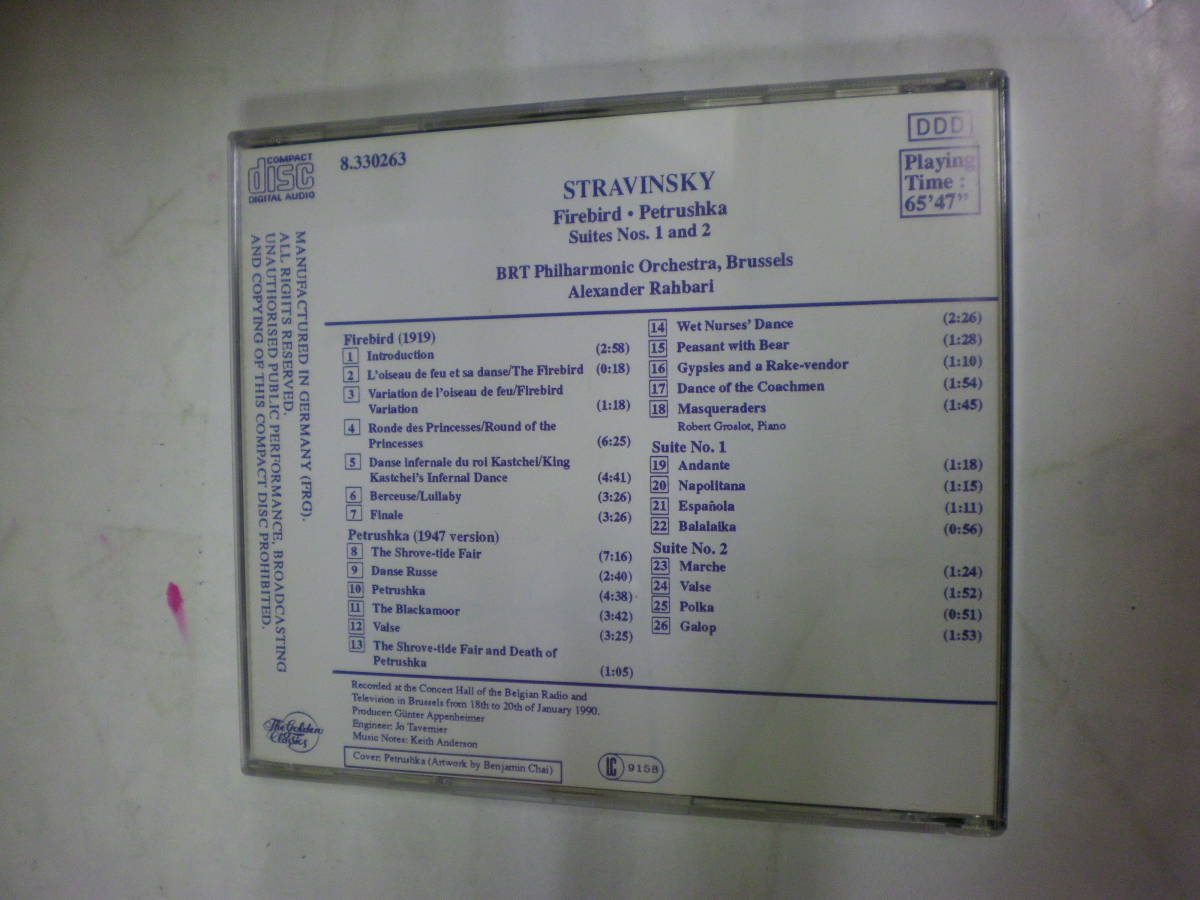 COMPACT
disc
DIGITAL AUDIO
8.330263
DDD
Playing
Time :
65'47"
STRAVINSKY
Firebird • Petrushka
Suites Nos. 1 and 2
BRT Philharmonic Orchestra, Brussels
Alexander Rahbari
MANUFACTURED IN GERMANY (FRG).
ALL RIGHTS RESERVED.
UNAUTHORISED PUBLIC PERFORMANCE, BROADCASTING
AND COPYING OF THIS COMPACT DISC PROHIBITED.
Firebird (1919)
1 Introduction (2:58)
2 L'oiseau de feu et sa danse/The Firebird (0:18)
3 Variation de l'oiseau de feu/Firebird
Variation (1:18)
4 Ronde des Princesses/Round of the
Princesses (6:25)
5 Danse infernale du roi Kastchei/King
Kastchei's Infernal Dance (4:41)
6 Berceuse/Lullaby (3:26)
7 Finale (3:26)
Petrushka (1947 version)
8 The Shrove-tide Fair (7:16)
9 Danse Russe (2:40)
10 Petrushka (4:38)
11 The Blackamoor (3:42)
12 Valse (3:25)
13 The Shrove-tide Fair and Death of
Petrushka (1:05)
14 Wet Nurses' Dance (2:26)
15 Peasant with Bear (1:28)
16 Gypsies and a Rake-vendor (1:10)
17 Dance of the Coachmen (1:54)
18 Masqueraders (1:45)
Robert Groslot, Piano
Suite No. 1
19 Andante (1:18)
20 Napolitana (1:15)
21 Española (1:11)
22 Balalaika (0:56)
Suite No. 2
23 Marche (1:24)
24 Valse (1:52)
25 Polka (0:51)
26 Galop (1:53)
Recorded at the Concert Hall of the Belgian Radio and
Television in Brussels from 18th to 20th of January 1990.
Producer: Günter Appenheimer
Engineer: Jo Tavernier
Music Notes: Keith Anderson
Cover: Petrushka (Artwork by Benjamin Chai)
The Golden
Classics
LC 9158